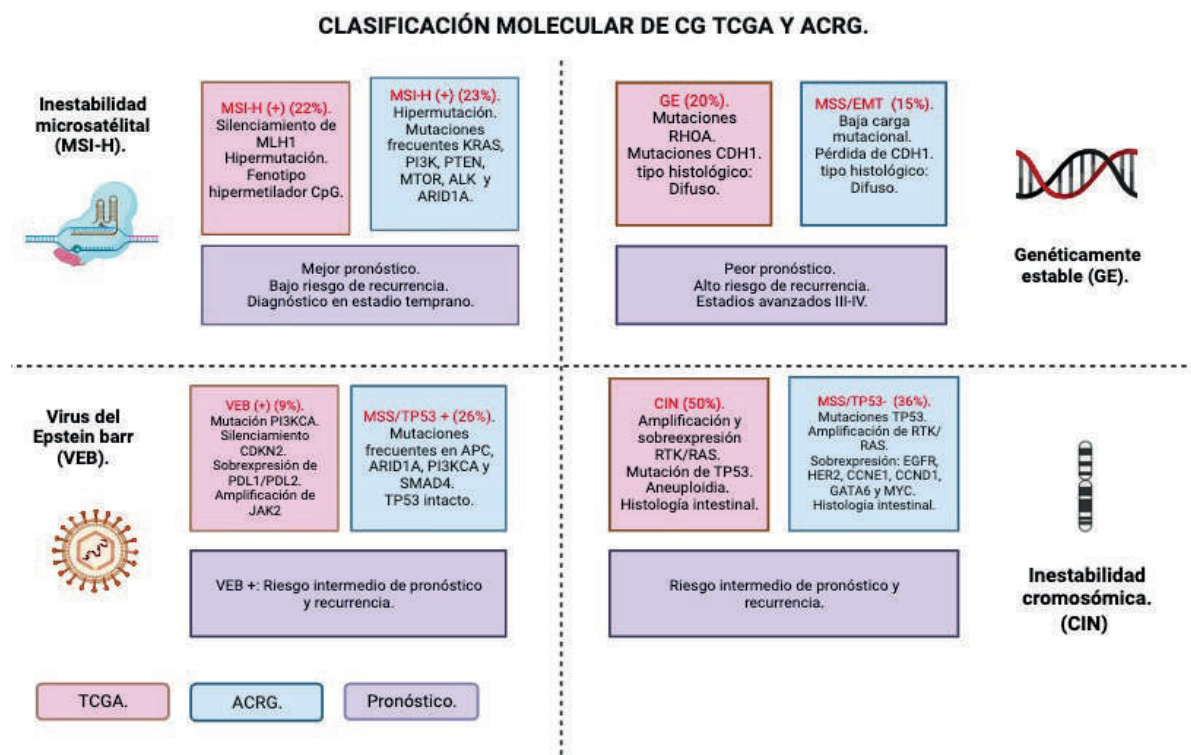 CLASIFICACIÓN MOLECULAR DE CG TCGA Y ACRG.
Inestabilidad
microsatélital
(MSI-H).
MSI-H (+) (22%).
Silenciamiento de
MLH1
Hipermutación.
Fenotipo
hipermetilador CpG.
MSI-H (+) (23%).
Hipermutación.
Mutaciones
frecuentes KRAS,
PI3K, PTEN,
MTOR, ALK y
ARID1A.
Mejor pronóstico.
Bajo riesgo de recurrencia.
Diagnóstico en estadio temprano.
GE (20%).
Mutaciones
RHOA.
Mutaciones CDH1.
tipo histológico:
Difuso.
MSS/EMT (15%).
Baja carga
mutacional.
Pérdida de CDH1.
tipo histológico:
Difuso.
Peor pronóstico.
Alto riesgo de recurrencia.
Estadios avanzados III-IV.
Genéticamente
estable (GE).
Virus del
Epstein barr
(VEB).
VEB (+) (9%).
Mutación PI3KCA.
Silenciamiento
CDKN2.
Sobrexpresión de
PDL1/PDL2.
Amplificación de
JAK2
MSS/TP53 + (26%).
Mutaciones
frecuentes en APC,
ARID1A, PI3KCA y
SMAD4.
TP53 intacto.
VEB +: Riesgo intermedio de pronóstico
y recurrencia.
CIN (50%).
Amplificación y
sobreexpresión
RTK/RAS.
Mutación de TP53.
Aneuploidia.
Histología intestinal.
MSS/TP53- (36%).
Mutaciones TP53.
Amplificación de RTK/
RAS.
Sobresión: EGFR,
HER2, CCNE1, CCND1,
GATA6 y MYC.
Histologia intestinal.
Riesgo intermedio de pronóstico y
recurrencia.
Inestabilidad
cromosómica.
(CIN)
TCGA.
ACRG.
Pronóstico.